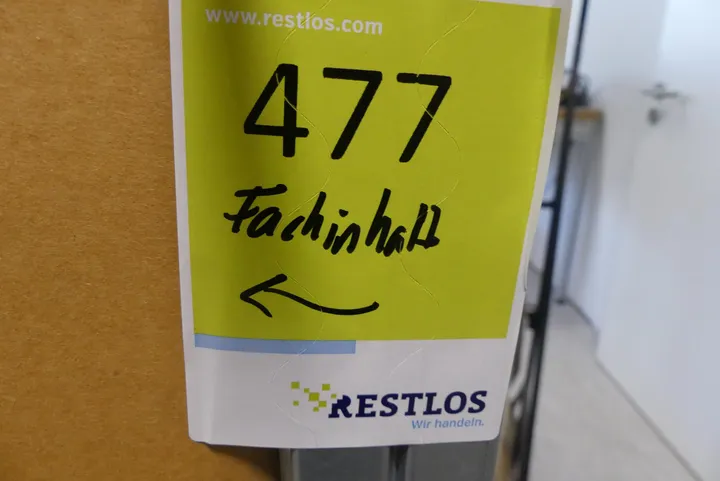 www.restlos.com
477
Fachinhalt
RESTLOS
Wir handeln.